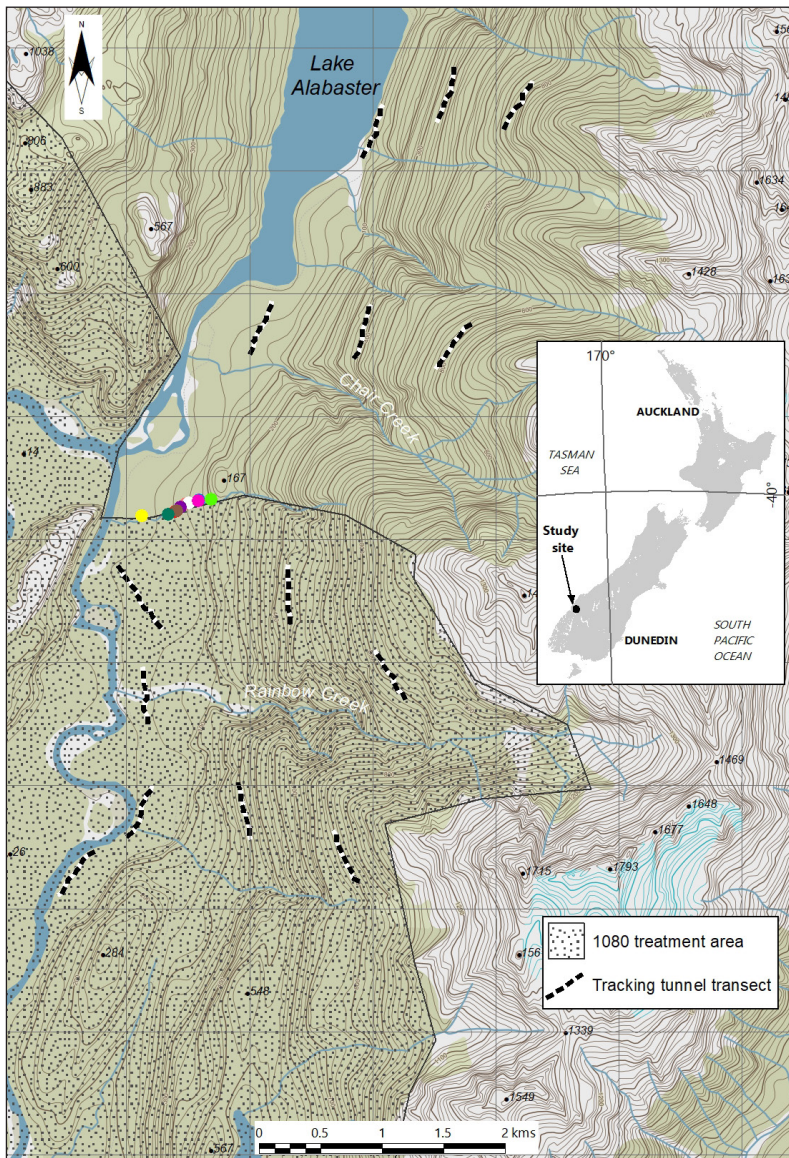 1038
N
S
Lake
Alabaster
906
883
1634
567
600
1428
Chair Creek
14
167
170°
AUCKLAND
TASMAN
SEA
-40°
Study
site
DUNEDIN
SOUTH
PACIFIC
OCEAN
Rainbow Creek
1469
1648
1677
1793
1715
26
284
548
1339
1549
567
1080 treatment area
Tracking tunnel transect
0 0.5 1 1.5 2 kms